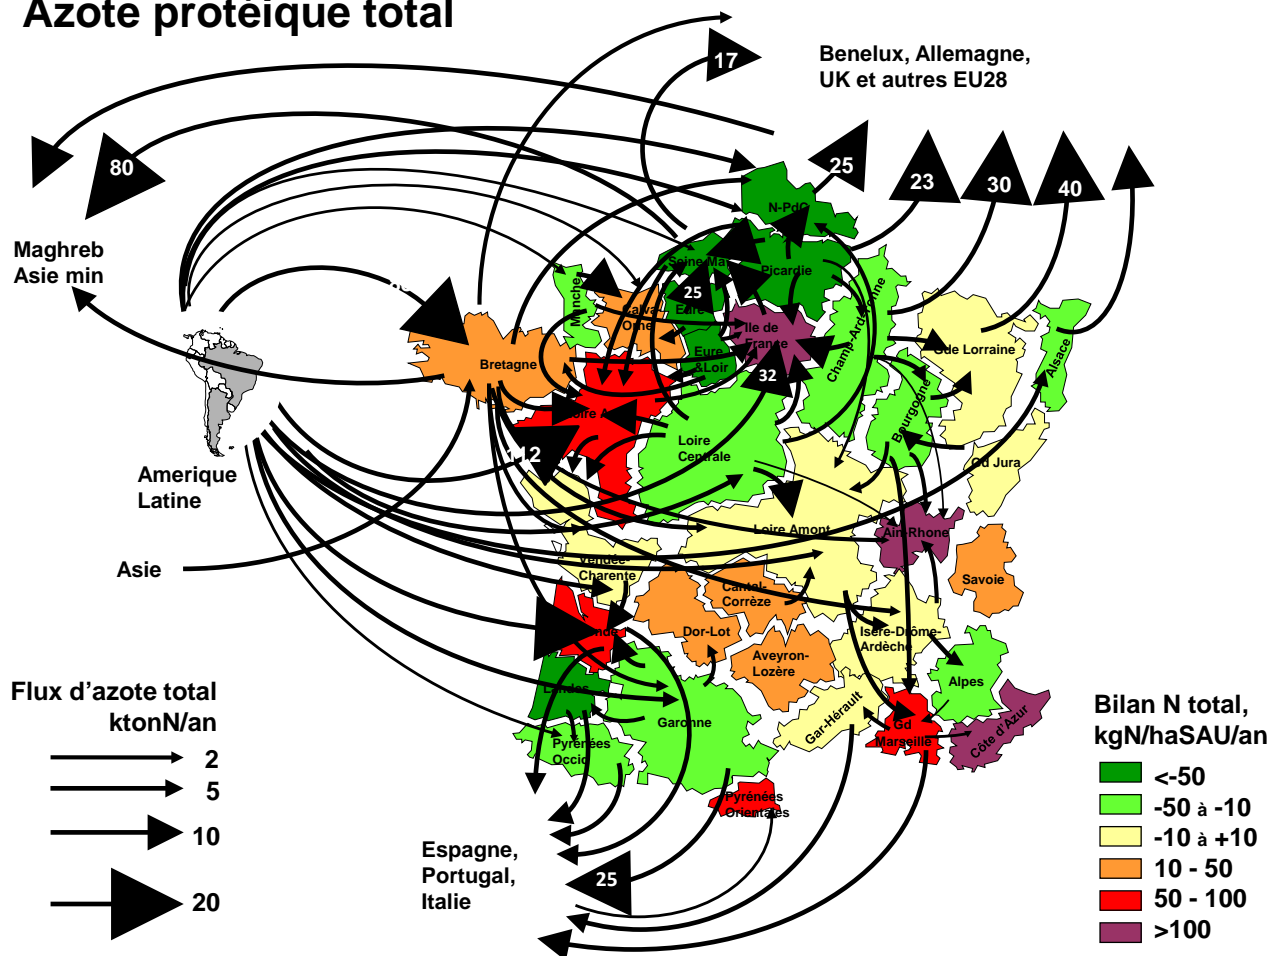 Azote protéique total
17
Benelux, Allemagne,
UK et autres EU28
80
25
23
30
40
Maghreb
Asie min
N-PdC
Picardie
Manche
25
Eure
Ile de
France
Champ-Ardenne
Gde Lorraine
Alsace
Bretagne
Eure
&Loir
32
Bourgogne
Loire
Centrale
112
Gd Jura
Amerique
Latine
Loire Amont
Ain-Rhone
Asie
Vendée-
Charente
Cantal-
Corrèze
Savoie
Dor-Lot
Isère-Drôme-
Ardèche
Aveyron-
Lozère
Alpes
Landes
Garonne
Gar-Hérault
Gd
Marseille
Côte d'Azur
Pyrénées
Occid
Pyrénées
Orientales
Flux d'azote total
ktonN/an
2
5
10
20
Espagne,
Portugal,
Italie
25
Bilan N total,
kgN/haSAU/an
<-50
-50 à -10
-10 à +10
10 - 50
50 - 100
>100